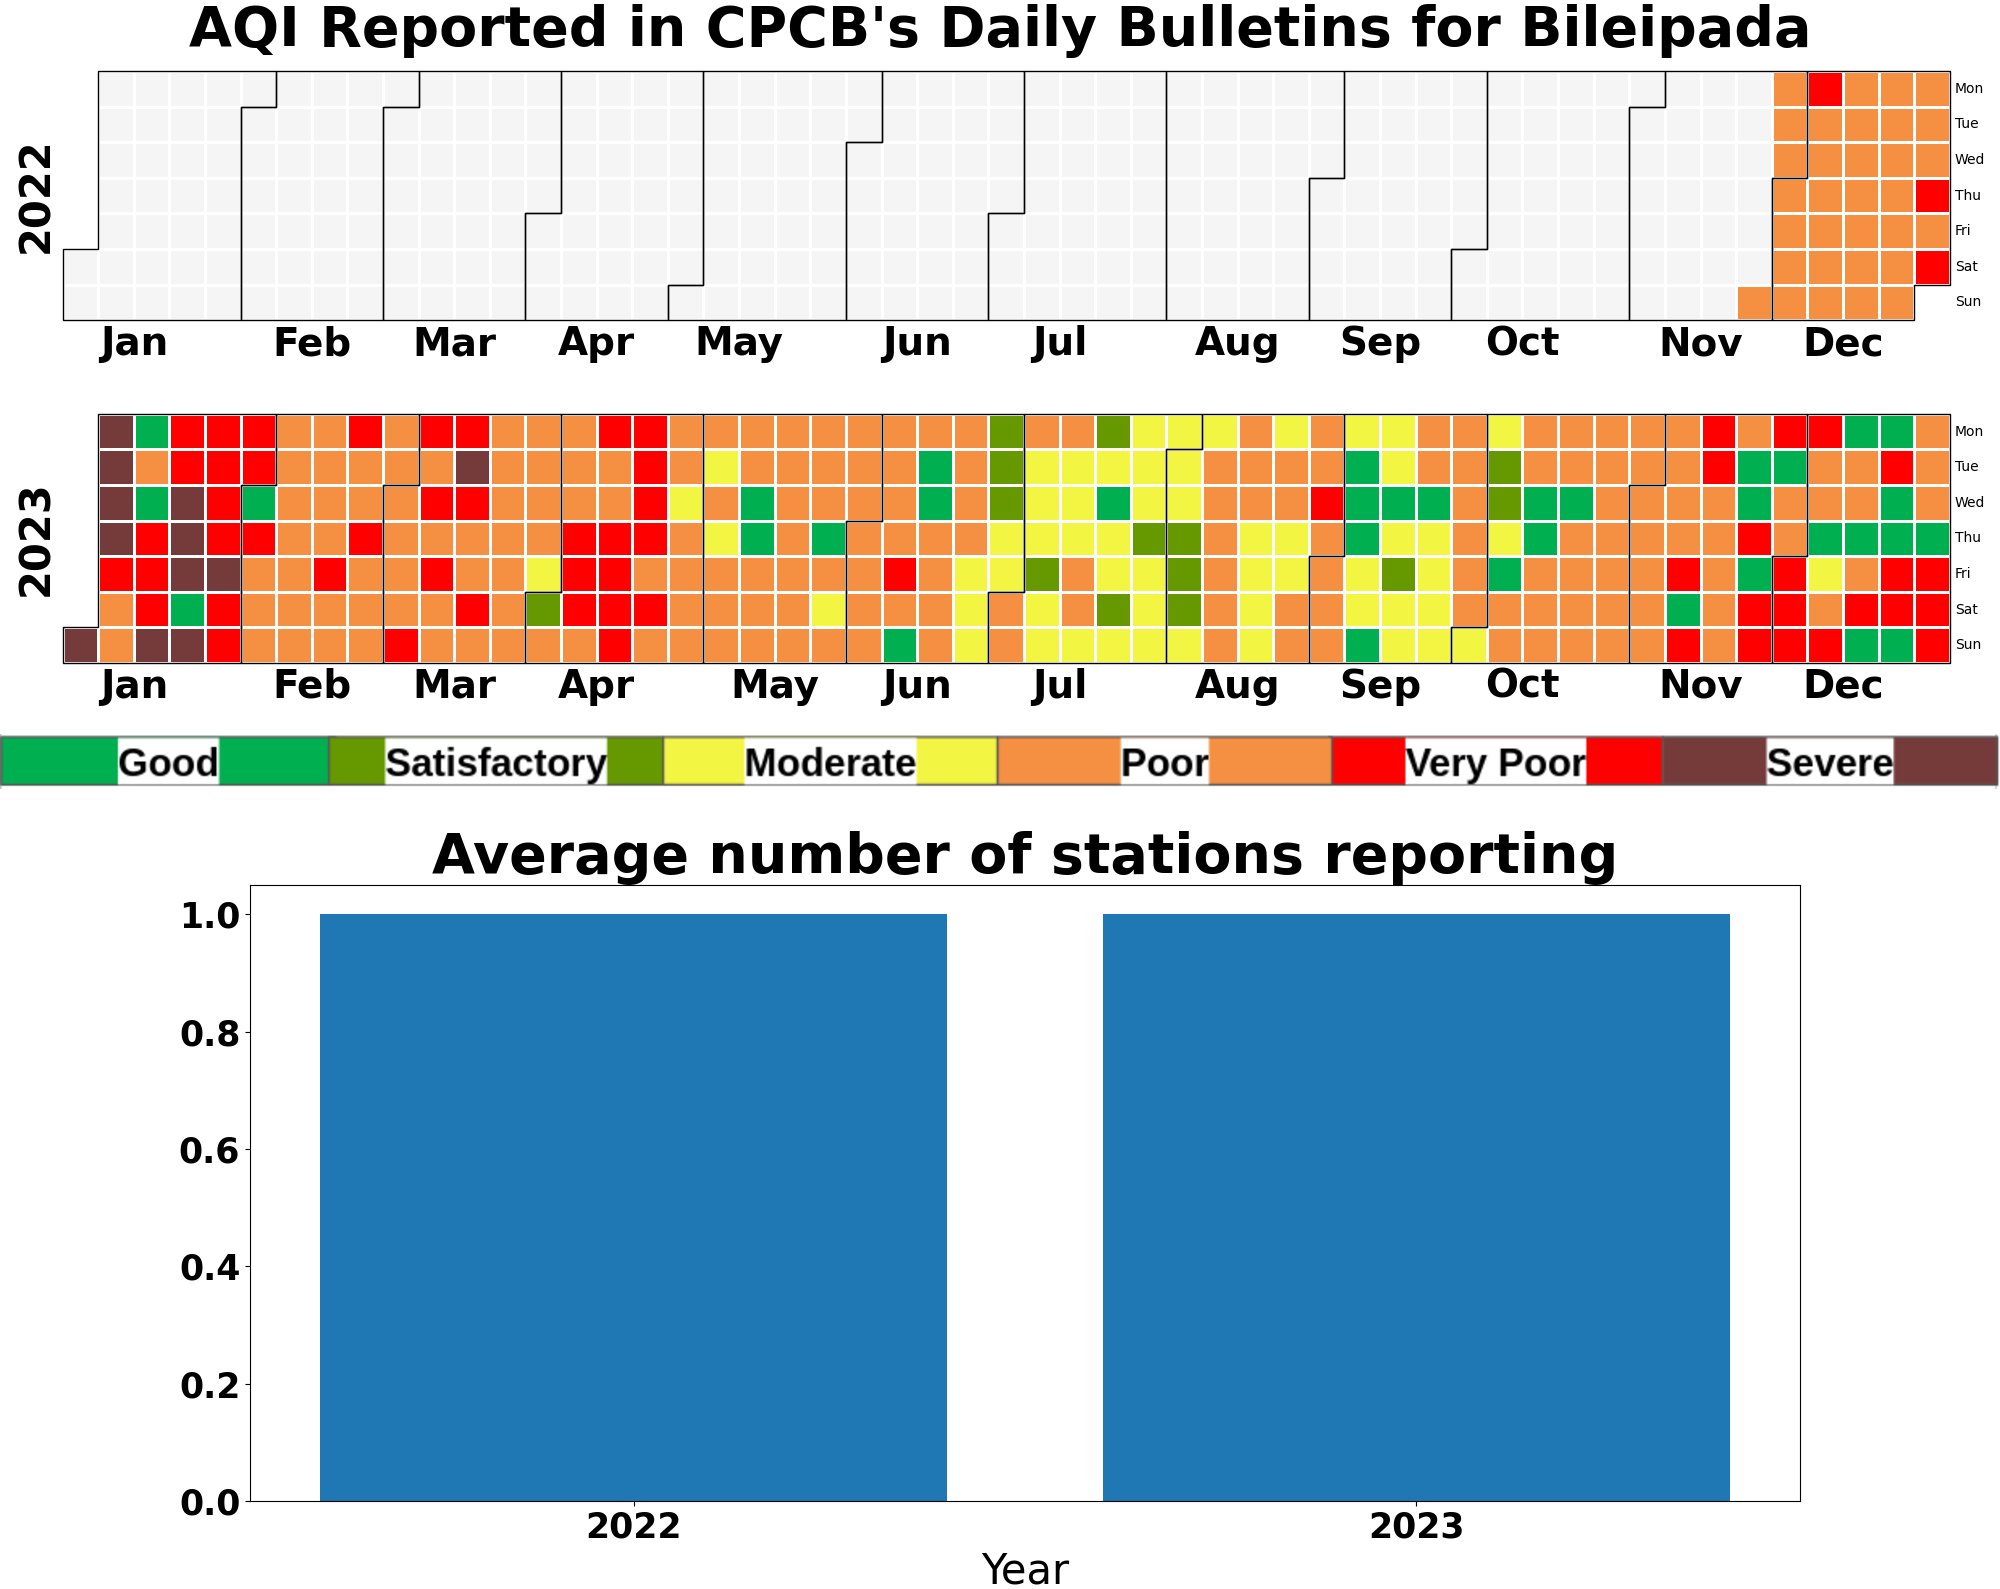 AQI Reported in CPCB's Daily Bulletins for Bileipada
2022
Mon
Tue
Wed
Thu
Fri
Sat
Sun
Jan Feb Mar Apr May Jun Jul Aug Sep Oct Nov Dec
2023
Mon
Tue
Wed
Thu
Fri
Sat
Sun
Jan Feb Mar Apr May Jun Jul Aug Sep Oct Nov Dec
Good Satisfactory Moderate Poor Very Poor Severe
Average number of stations reporting
1.0
0.8
0.6
0.4
0.2
0.0
2022 2023
Year